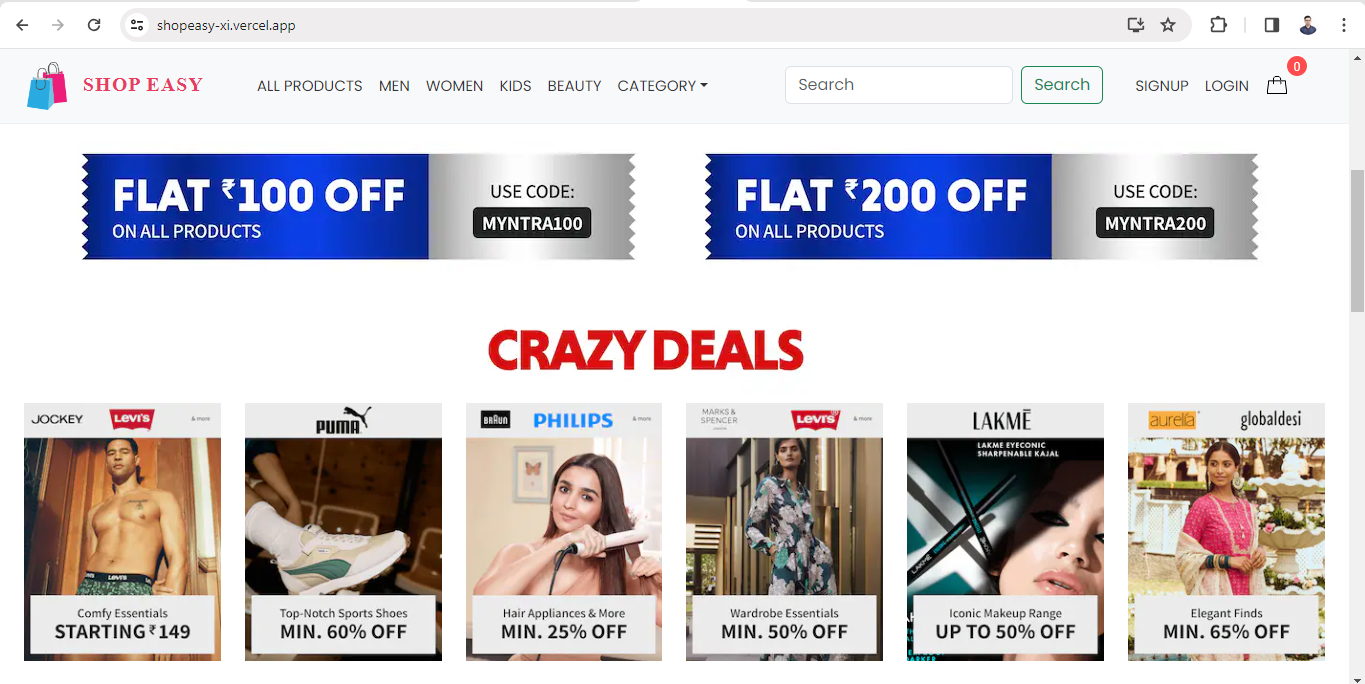 shopeasy-xi.vercel.app
SHOP EASY
ALL PRODUCTS MEN WOMEN KIDS BEAUTY CATEGORY
Search
Search
SIGNUP LOGIN
0
FLAT ₹100 OFF
ON ALL PRODUCTS
USE CODE:
MYNTRA100
FLAT ₹200 OFF
ON ALL PRODUCTS
USE CODE:
MYNTRA200
CRAZY DEALS
JOCKEY LEVI'S & more
LEVI'S
Comfy Essentials
STARTING ₹149
PUMA
Top-Notch Sports Shoes
MIN. 60% OFF
BRAUN PHILIPS & more
Hair Appliances & More
MIN. 25% OFF
MARKS &
SPENCER
LEVI'S & more
Wardrobe Essentials
MIN. 50% OFF
LAKMÉ
LAKME EYECONIC
SHARPENABLE KAJAL
LAKMÉ
Iconic Makeup Range
UP TO 50% OFF
aurelia globaldesi
Elegant Finds
MIN. 65% OFF